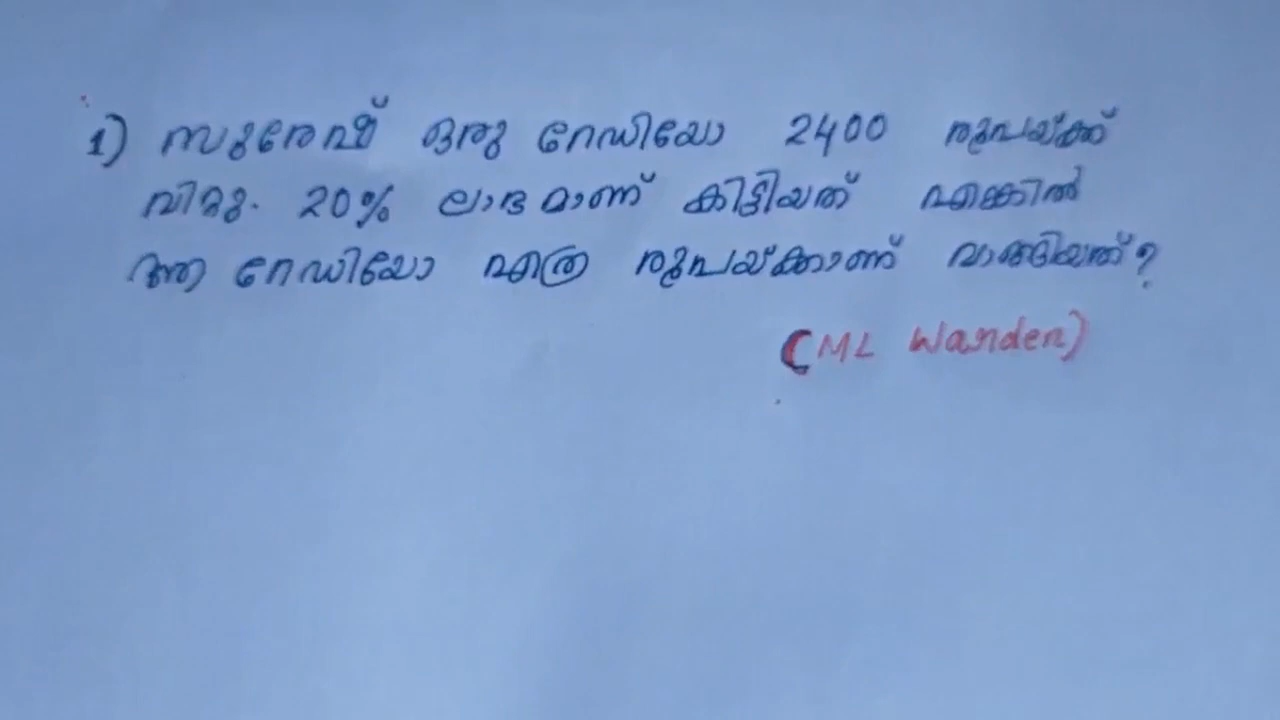 1) സുരേഷ് ഒരു റേഡിയോ 2400 രൂപയ്ക്ക്
വിറ്റു. 20% ലാഭമാണ് കിട്ടിയത് എങ്കിൽ
ആ റേഡിയോ എത്ര രൂപയ്ക്കാണ് വാങ്ങിയത്?
(ML Warden)